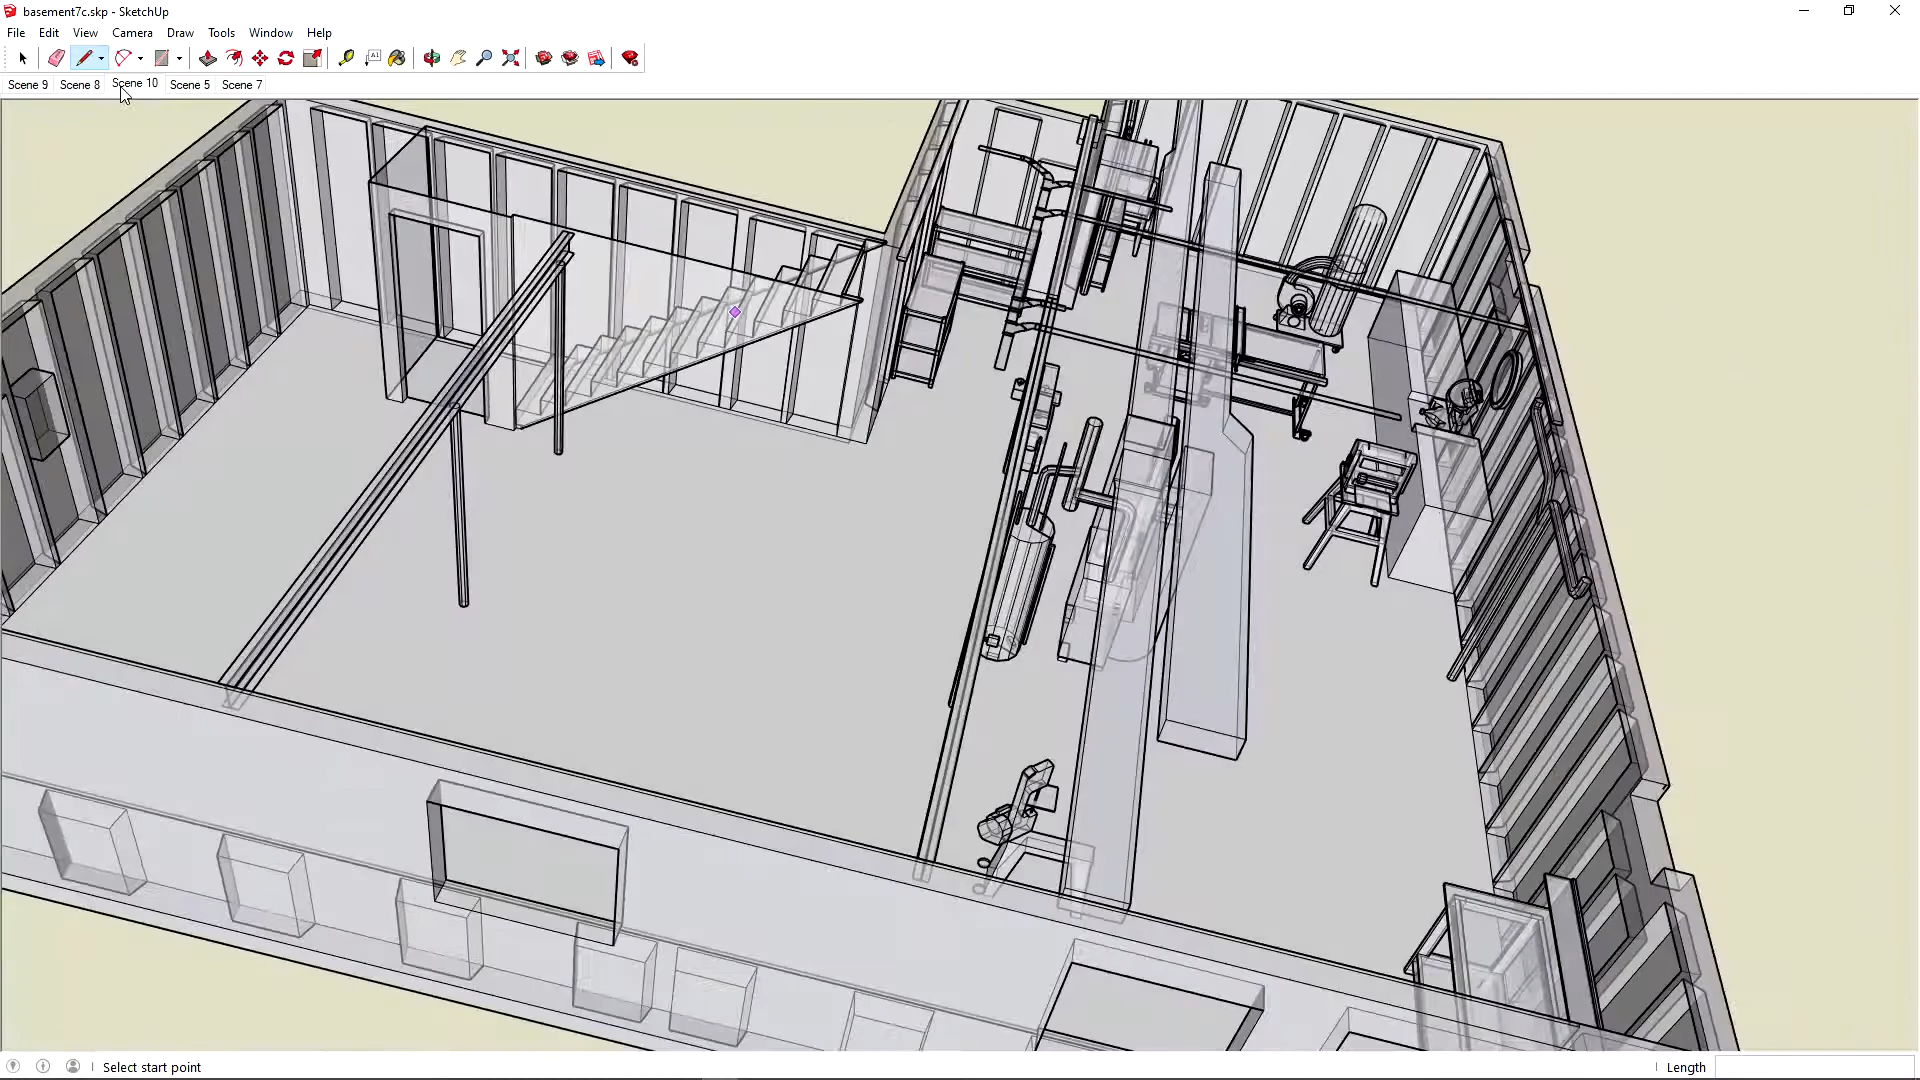 basement7c.skp - SketchUp
File Edit View Camera Draw Tools Window Help
A1
Scene 9 Scene 8 Scene 10 Scene 5 Scene 7
Select start point
Length